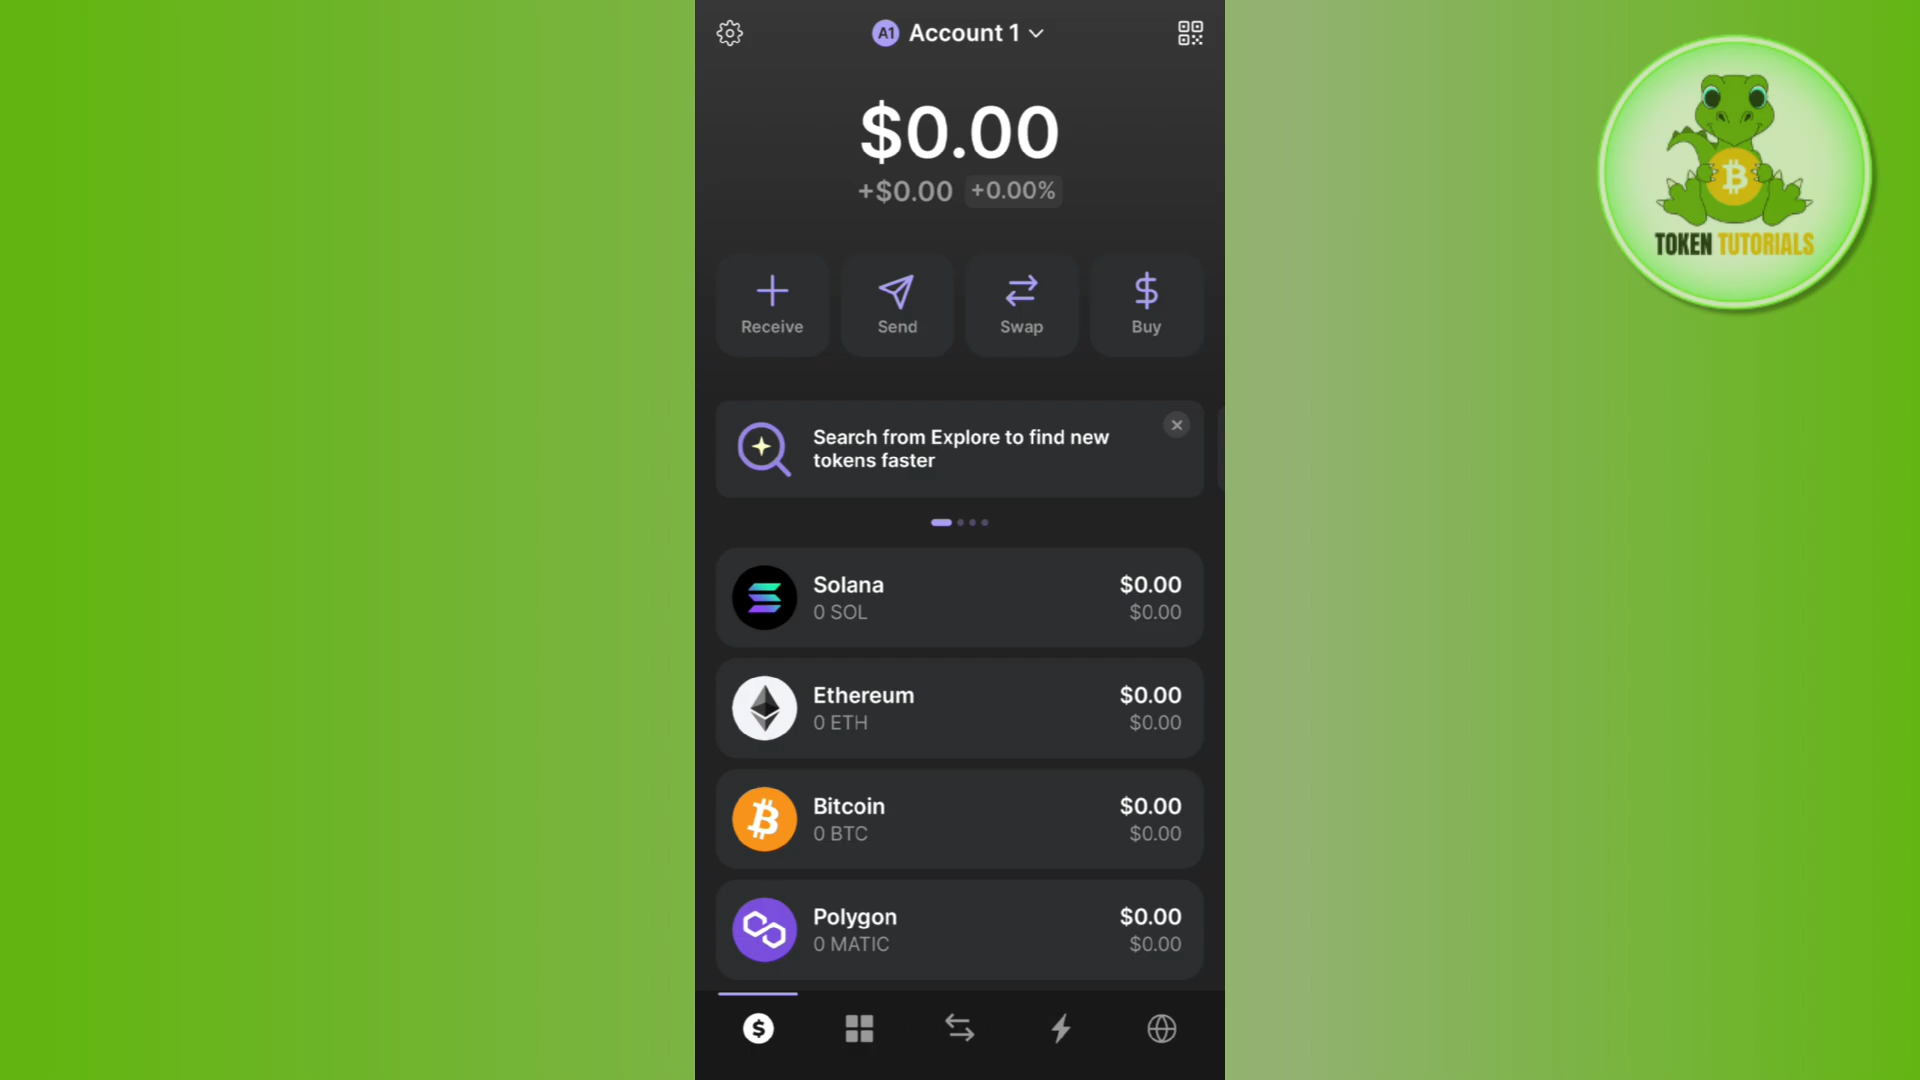 A1 Account 1
$0.00
+$0.00 +0.00%
Receive Send Swap Buy
Search from Explore to find new
tokens faster
Solana $0.00
0 SOL $0.00
Ethereum $0.00
0 ETH $0.00
Bitcoin $0.00
0 BTC $0.00
Polygon $0.00
0 MATIC $0.00
TOKEN TUTORIALS